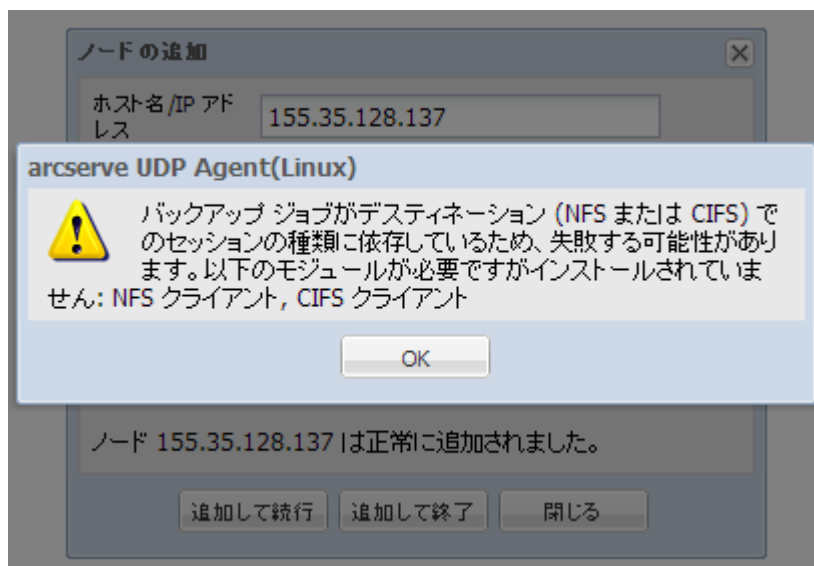 ノードの追加
ホスト名/IP アド
レス
155.35.128.137
arcserve UDP Agent(Linux)
バックアップ ジョブがデスティネーション (NFS または CIFS) で
のセッションの種類に依存しているため、失敗する可能性があり
ます。以下のモジュールが必要ですがインストールされていま
せん: NFS クライアント, CIFS クライアント
OK
ノード 155.35.128.137 は正常に追加されました。
追加して続行
追加して終了
閉じる